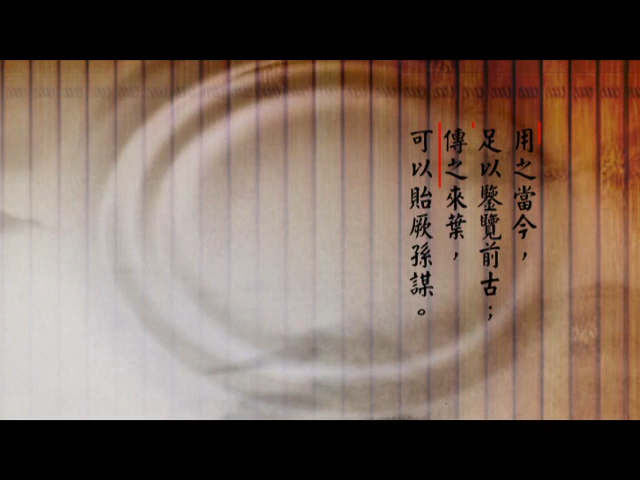 用之當今，
足以鑒覽前古；
傳之來葉，
可以貽厥孫謀。